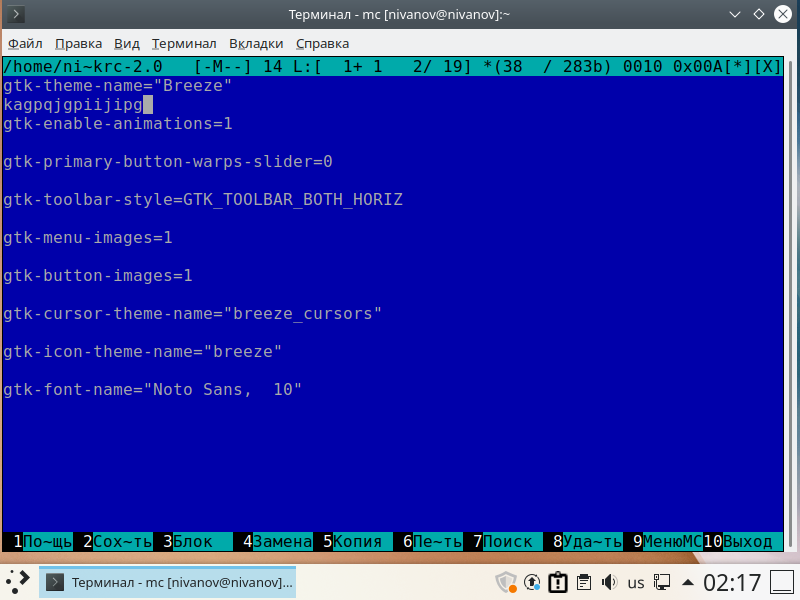 Терминал - mc [nivanov@nivanov]:~
Файл Правка Вид Терминал Вкладки Справка
/home/ni~krc-2.0 [-M--] 14 L:[ 1+ 1 2/ 19] *(38 / 283b) 0010 0x00A[*][X]
gtk-theme-name="Breeze"
kagpqjgpiijipg
gtk-enable-animations=1
gtk-primary-button-warps-slider=0
gtk-toolbar-style=GTK_TOOLBAR_BOTH_HORIZ
gtk-menu-images=1
gtk-button-images=1
gtk-cursor-theme-name="breeze_cursors"
gtk-icon-theme-name="breeze"
gtk-font-name="Noto Sans, 10"
1По~щь 2Сох~ть 3Блок 4Замена 5Копия 6Пе~ть 7Поиск 8Уда~ть 9МенюMC 10Выход
Терминал - mc [nivanov@nivanov]... us 02:17